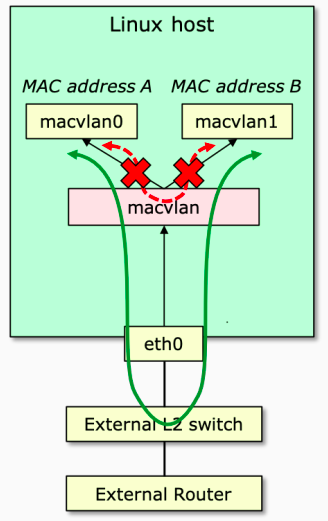 Linux host
MAC address A
MAC address B
macvlan0
macvlan1
macvlan
eth0
External L2 switch
External Router